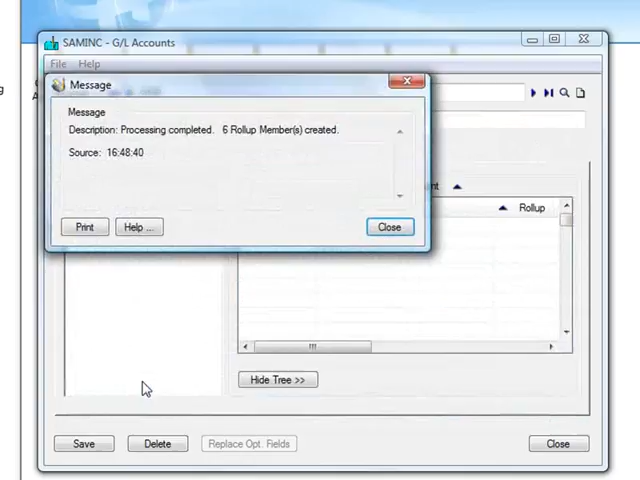 SAMINC - G/L Accounts
File Help
Message
Message
Description: Processing completed. 6 Rollup Member(s) created.
Source: 16:48:40
Print
Help ...
Close
Rollup
Hide Tree >>
Save
Delete
Replace Opt. Fields
Close